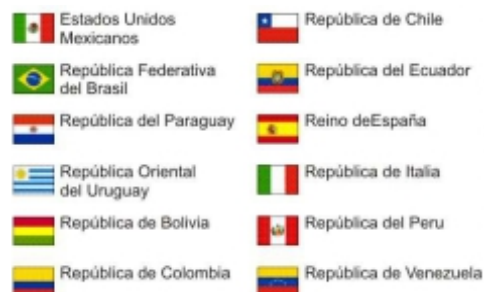 Estados Unidos
Mexicanos
República Federativa
del Brasil
República del Paraguay
República Oriental
del Uruguay
República de Bolivia
República de Colombia
República de Chile
República del Ecuador
Reino deEspaña
República de Italia
República del Peru
República de Venezuela